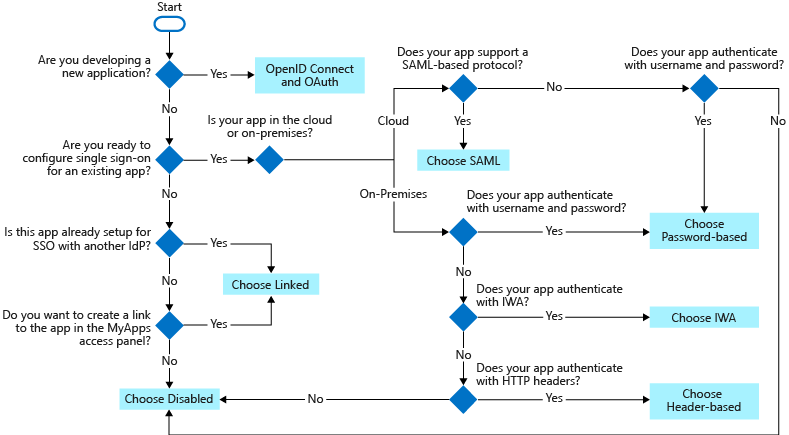 Start
Are you developing a
new application?
Yes
OpenID Connect
and OAuth
No
Are you ready to
configure single sign-on
for an existing app?
Yes
Is your app in the cloud
or on-premises?
Cloud
On-Premises
Does your app support a
SAML-based protocol?
Yes
Choose SAML
No
Does your app authenticate
with username and password?
Yes
No
Does your app authenticate
with username and password?
Yes
Choose
Password-based
No
Does your app authenticate
with IWA?
Yes
Choose IWA
No
Does your app authenticate
with HTTP headers?
Yes
Choose
Header-based
No
No
Is this app already setup for
SSO with another IdP?
Yes
Choose Linked
No
Do you want to create a link
to the app in the MyApps
access panel?
Yes
No
Choose Disabled